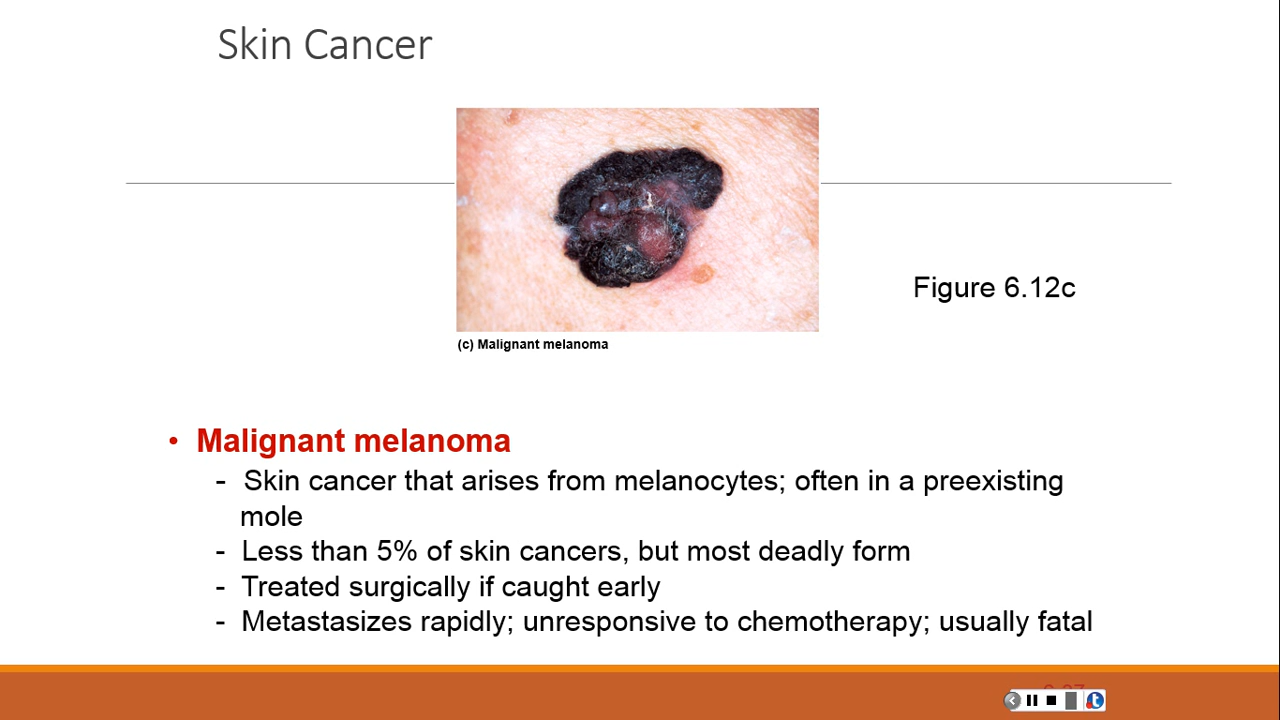 Skin Cancer
Figure 6.12c
(c) Malignant melanoma
• Malignant melanoma
- Skin cancer that arises from melanocytes; often in a preexisting
mole
- Less than 5% of skin cancers, but most deadly form
- Treated surgically if caught early
- Metastasizes rapidly; unresponsive to chemotherapy; usually fatal